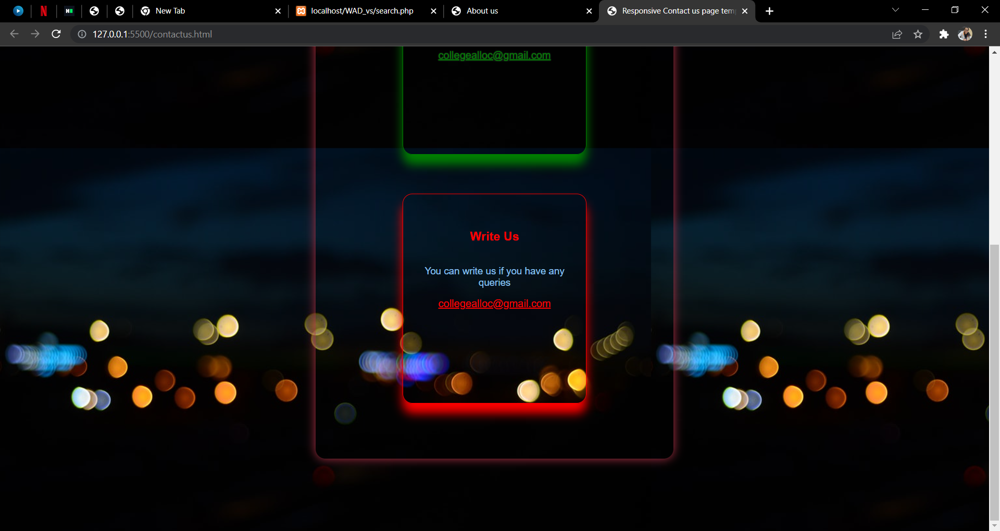 New Tab
localhost/WAD_vs/search.php
About us
Responsive Contact us page tem
127.0.0.1:5500/contactus.html
collegealloc@gmail.com
Write Us
You can write us if you have any
queries
collegealloc@gmail.com